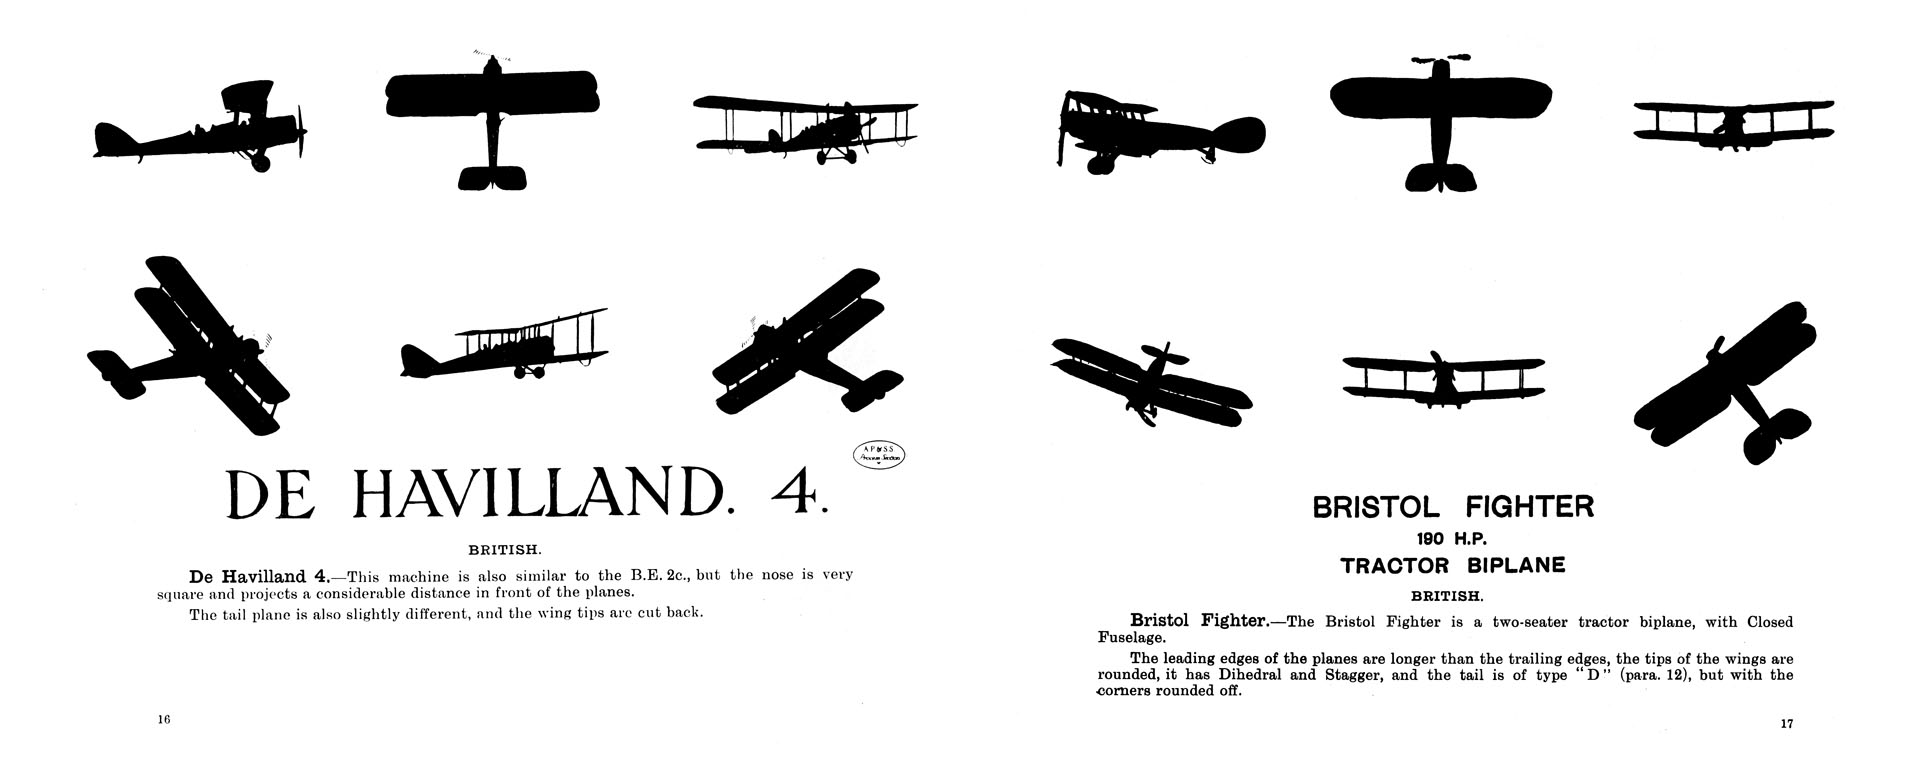 A P & S S
Process Section
DE HAVILLAND. 4.
BRITISH.
De Havilland 4.—This machine is also similar to the B.E. 2c., but the nose is very
square and projects a considerable distance in front of the planes.
The tail plane is also slightly different, and the wing tips are cut back.
16
BRISTOL FIGHTER
190 H.P.
TRACTOR BIPLANE
BRITISH.
Bristol Fighter.—The Bristol Fighter is a two-seater tractor biplane, with Closed
Fuselage.
The leading edges of the planes are longer than the trailing edges, the tips of the wings are
rounded, it has Dihedral and Stagger, and the tail is of type “D” (para. 12), but with the
corners rounded off.
17